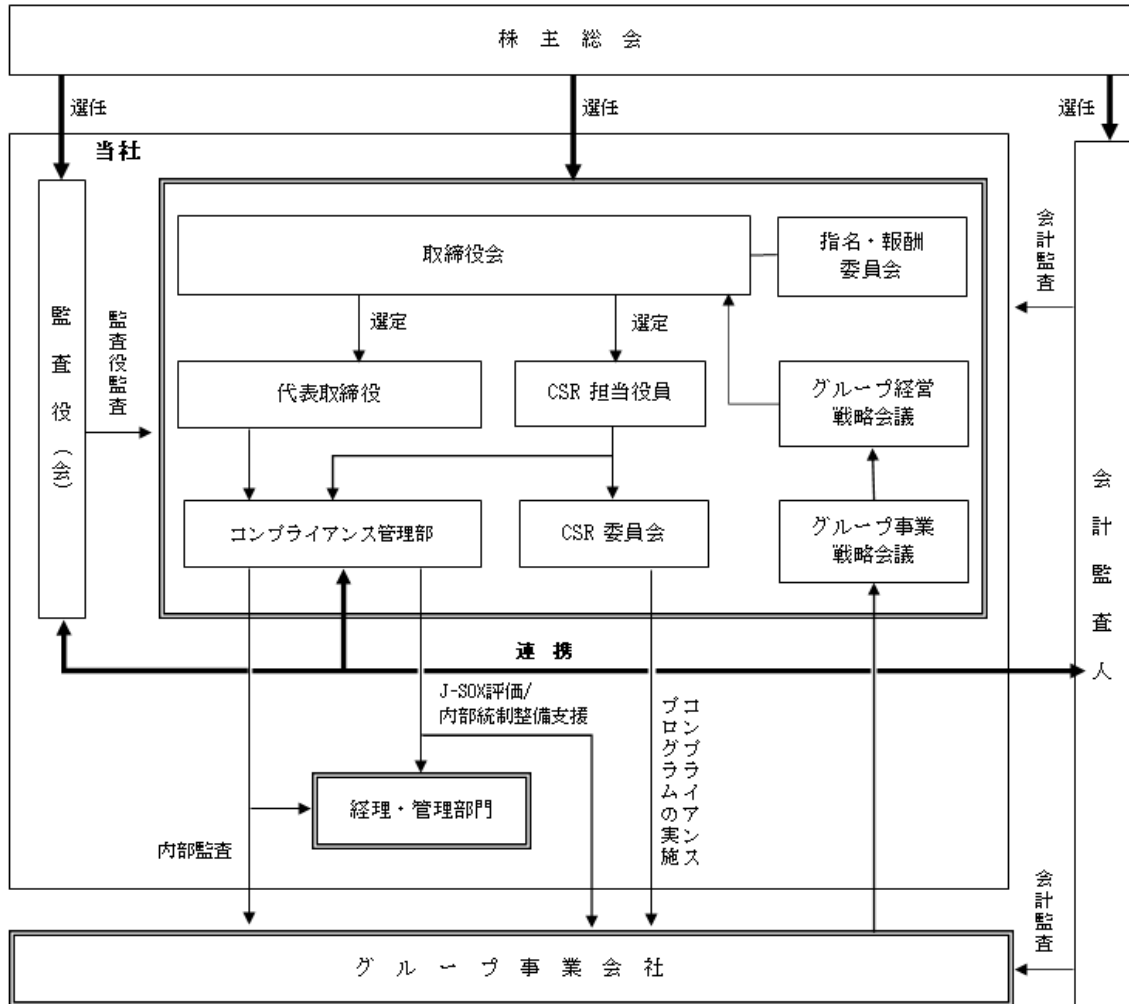 株主総会
選任
選任
選任
当社
監査役(会)
監査役監査
取締役会
指名・報酬
委員会
会計監査
選定
選定
代表取締役
CSR 担当役員
グループ経営
戦略会議
コンプライアンス管理部
CSR 委員会
グループ事業
戦略会議
会計監査人
連携
J-SOX評価/
内部統制整備支援
コンプライアンス
プログラムの実施
経理・管理部門
内部監査
会計監査
グループ事業会社